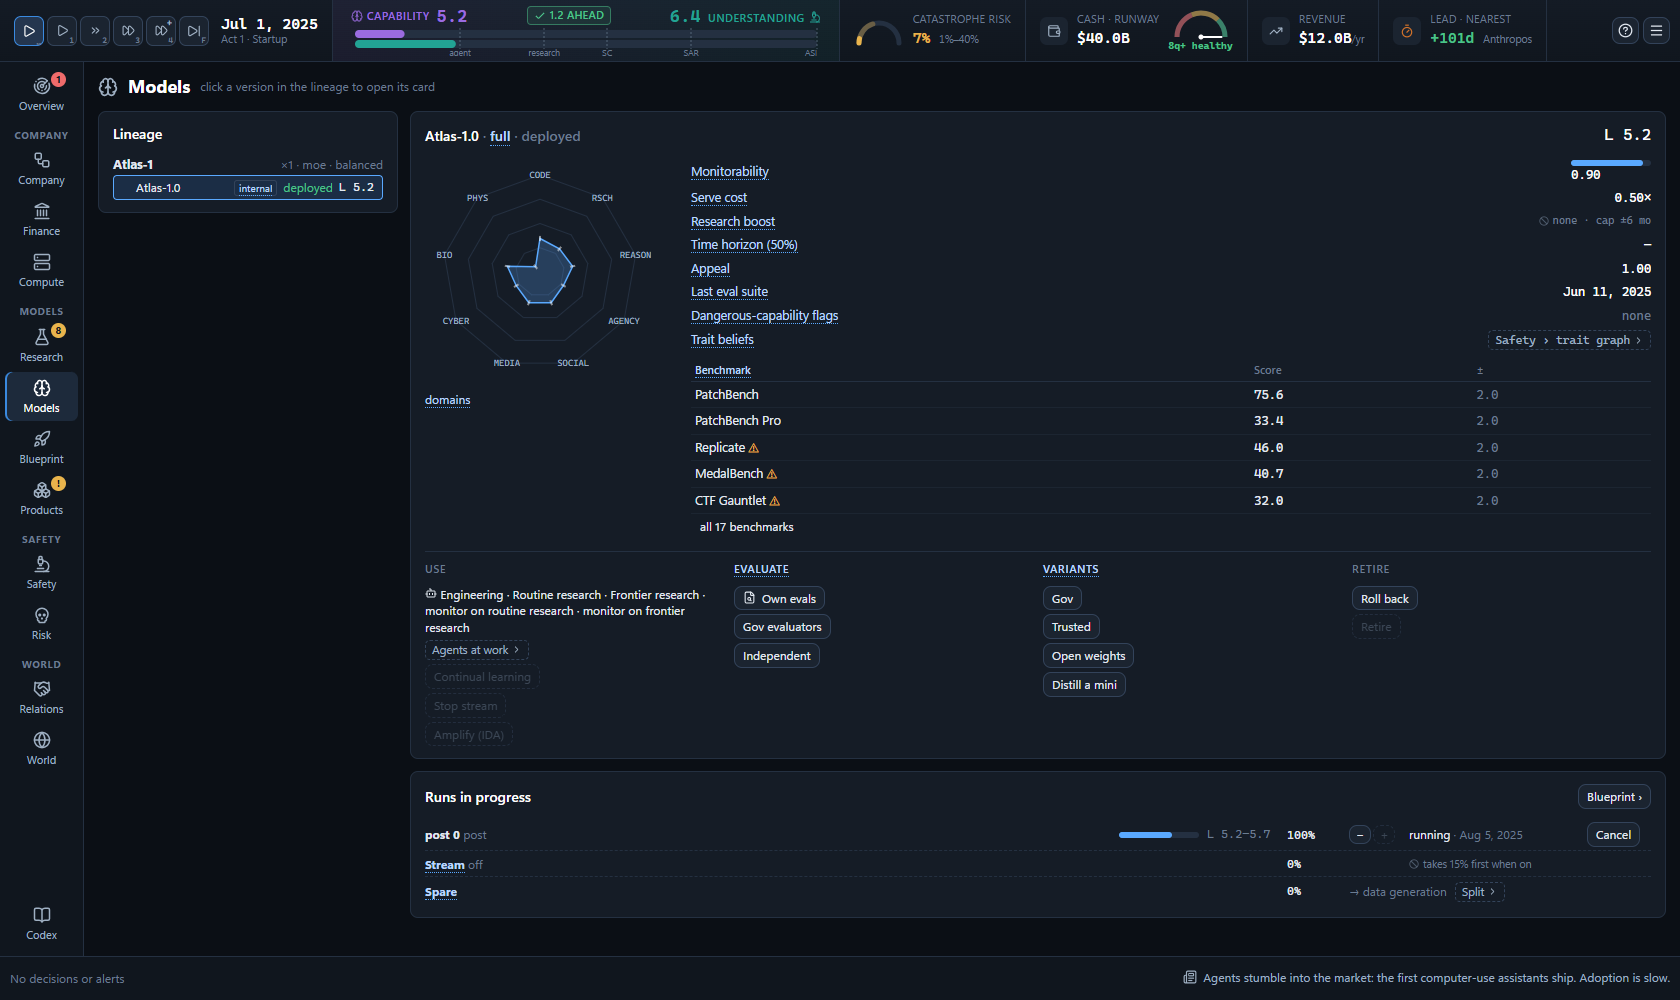 1
2
3
4
F
Jul 1, 2025
Act 1 · Startup
CAPABILITY 5.2
1.2 AHEAD
6.4 UNDERSTANDING
agent
research
SC
SAR
ASI
CATASTROPHE RISK
7% 1%–40%
CASH · RUNWAY
$40.0B
8q+ healthy
REVENUE
$12.0B/yr
LEAD · NEAREST
+101d Anthropos
1
Overview
COMPANY
Company
Finance
Compute
MODELS
8
Research
Models
Blueprint
!
Products
SAFETY
Safety
Risk
WORLD
Relations
World
Codex
Models click a version in the lineage to open its card
Lineage
Atlas-1 ×1 · moe · balanced
Atlas-1.0 internal deployed L 5.2
Atlas-1.0 · full · deployed
L 5.2
CODE
RSCH
REASON
AGENCY
SOCIAL
MEDIA
CYBER
BIO
PHYS
domains
Monitorability 0.90
Serve cost 0.50×
Research boost none · cap ±6 mo
Time horizon (50%) —
Appeal 1.00
Last eval suite Jun 11, 2025
Dangerous-capability flags none
Trait beliefs Safety › trait graph ›
Benchmark Score ±
PatchBench 75.6 2.0
PatchBench Pro 33.4 2.0
Replicate 46.0 2.0
MedalBench 40.7 2.0
CTF Gauntlet 32.0 2.0
all 17 benchmarks
USE
Engineering · Routine research · Frontier research ·
monitor on routine research · monitor on frontier
research
Agents at work ›
Continual learning
Stop stream
Amplify (IDA)
EVALUATE
Own evals
Gov evaluators
Independent
VARIANTS
Gov
Trusted
Open weights
Distill a mini
RETIRE
Roll back
Retire
Runs in progress
Blueprint ›
post 0 post L 5.2–5.7 100% − + running · Aug 5, 2025 Cancel
Stream off 0% takes 15% first when on
Spare 0% → data generation Split ›
No decisions or alerts
Agents stumble into the market: the first computer-use assistants ship. Adoption is slow.